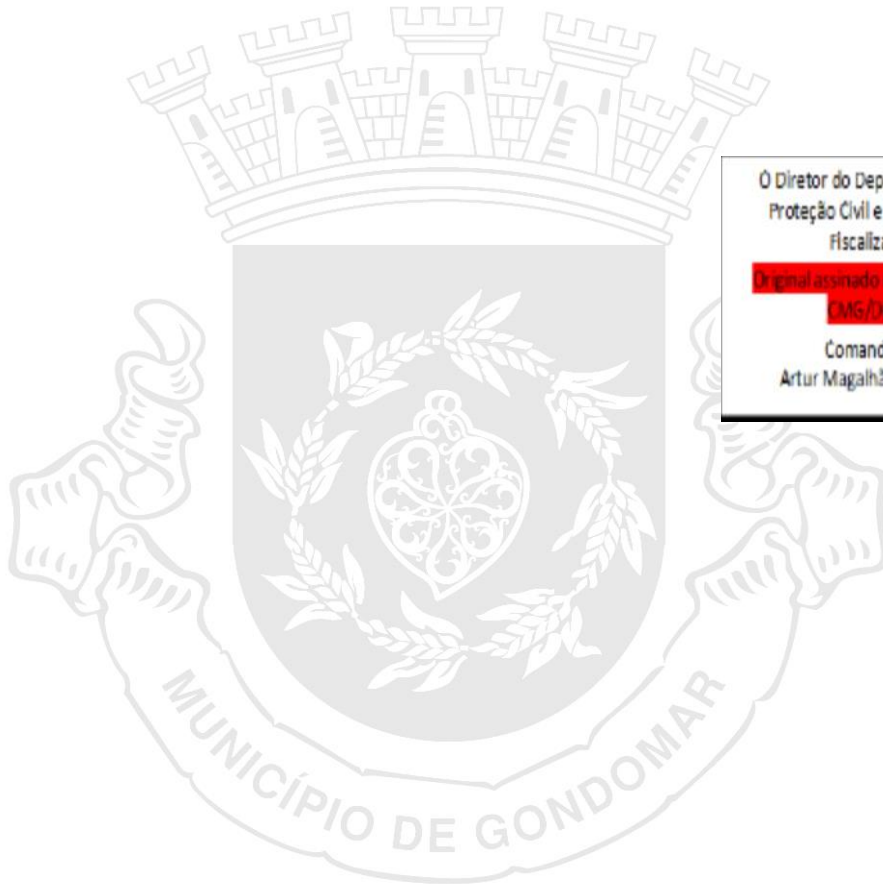 O Diretor do Dep
Proteção Civil e
Fiscaliza
Original assinado
CMG/D
Comand
Artur Magalhã
MUNICÍPIO DE GONDOMAR